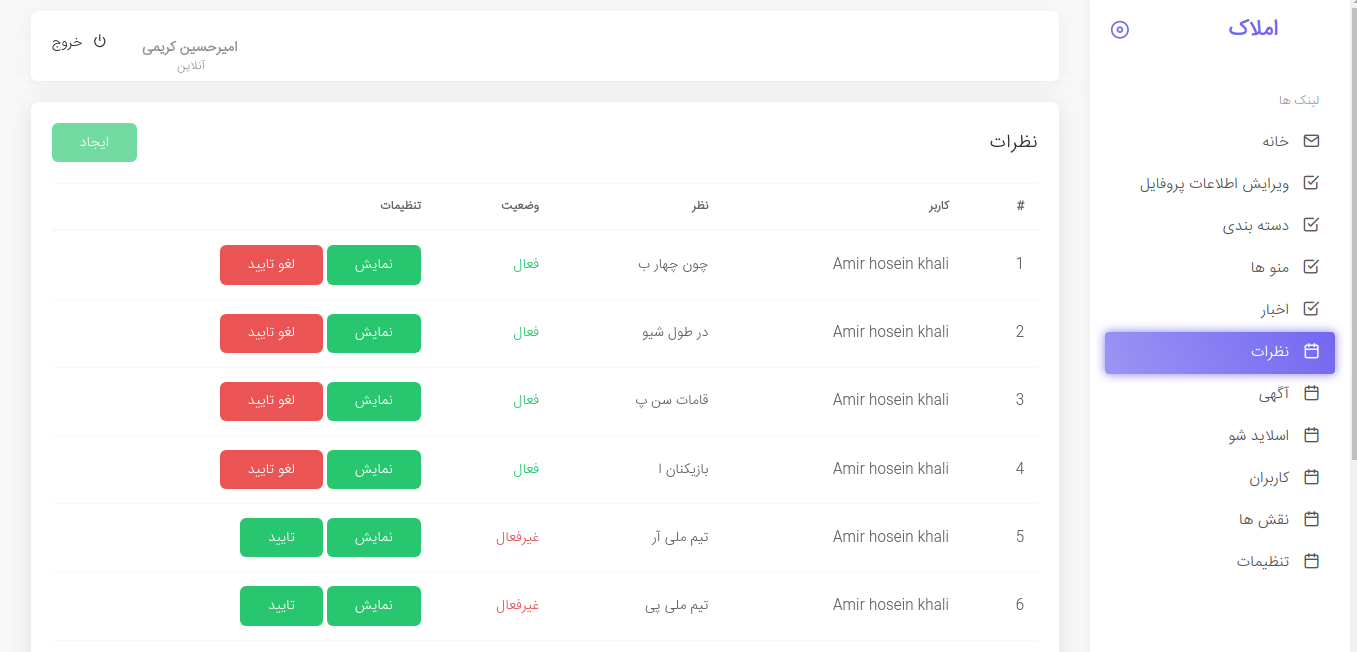 املاک
لینک ها
خانه
ویرایش اطلاعات پروفایل
دسته بندی
منو ها
اخبار
نظرات
آگهی
اسلاید شو
کاربران
نقش ها
تنظیمات
امیرحسین کریمی
آنلاین
خروج
نظرات
ایجاد
# کاربر نظر وضعیت تنظیمات
1 Amir hosein khali چون چهار ب فعال نمایش لغو تایید
2 Amir hosein khali در طول شیو فعال نمایش لغو تایید
3 Amir hosein khali قامات سن پ فعال نمایش لغو تایید
4 Amir hosein khali بازیکنان ا فعال نمایش لغو تایید
5 Amir hosein khali تیم ملی آر غیرفعال نمایش تایید
6 Amir hosein khali تیم ملی پی غیرفعال نمایش تایید